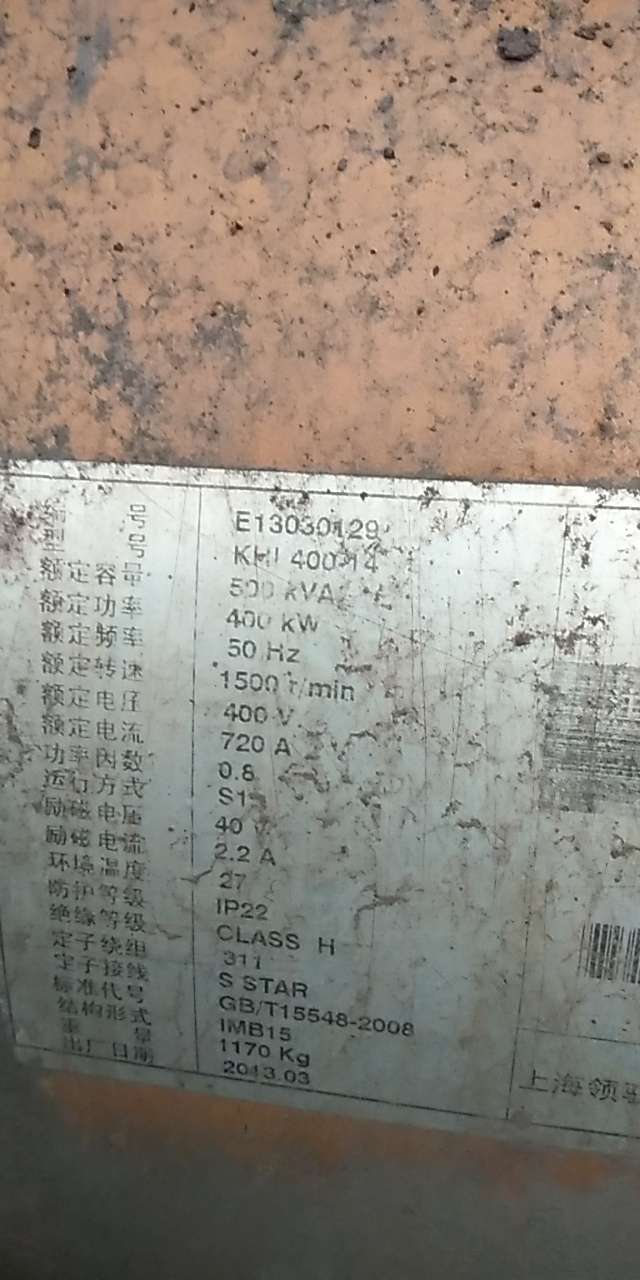 编号 E13030129
型号 KHI 400-14
额定容量 500 kVA
额定功率 400 kW
额定频率 50 Hz
额定转速 1500 r/min
额定电压 400 V
额定电流 720 A
功率因数 0.8
运行方式 S1
励磁电压 40 V
励磁电流 2.2 A
环境温度 27
防护等级 IP22
绝缘等级 CLASS H
定子绕组 311
定子接线 S STAR
标准代号 GB/T15548-2008
结构形式 IMB15
重量 1170 Kg
出厂日期 2013.03
上海领